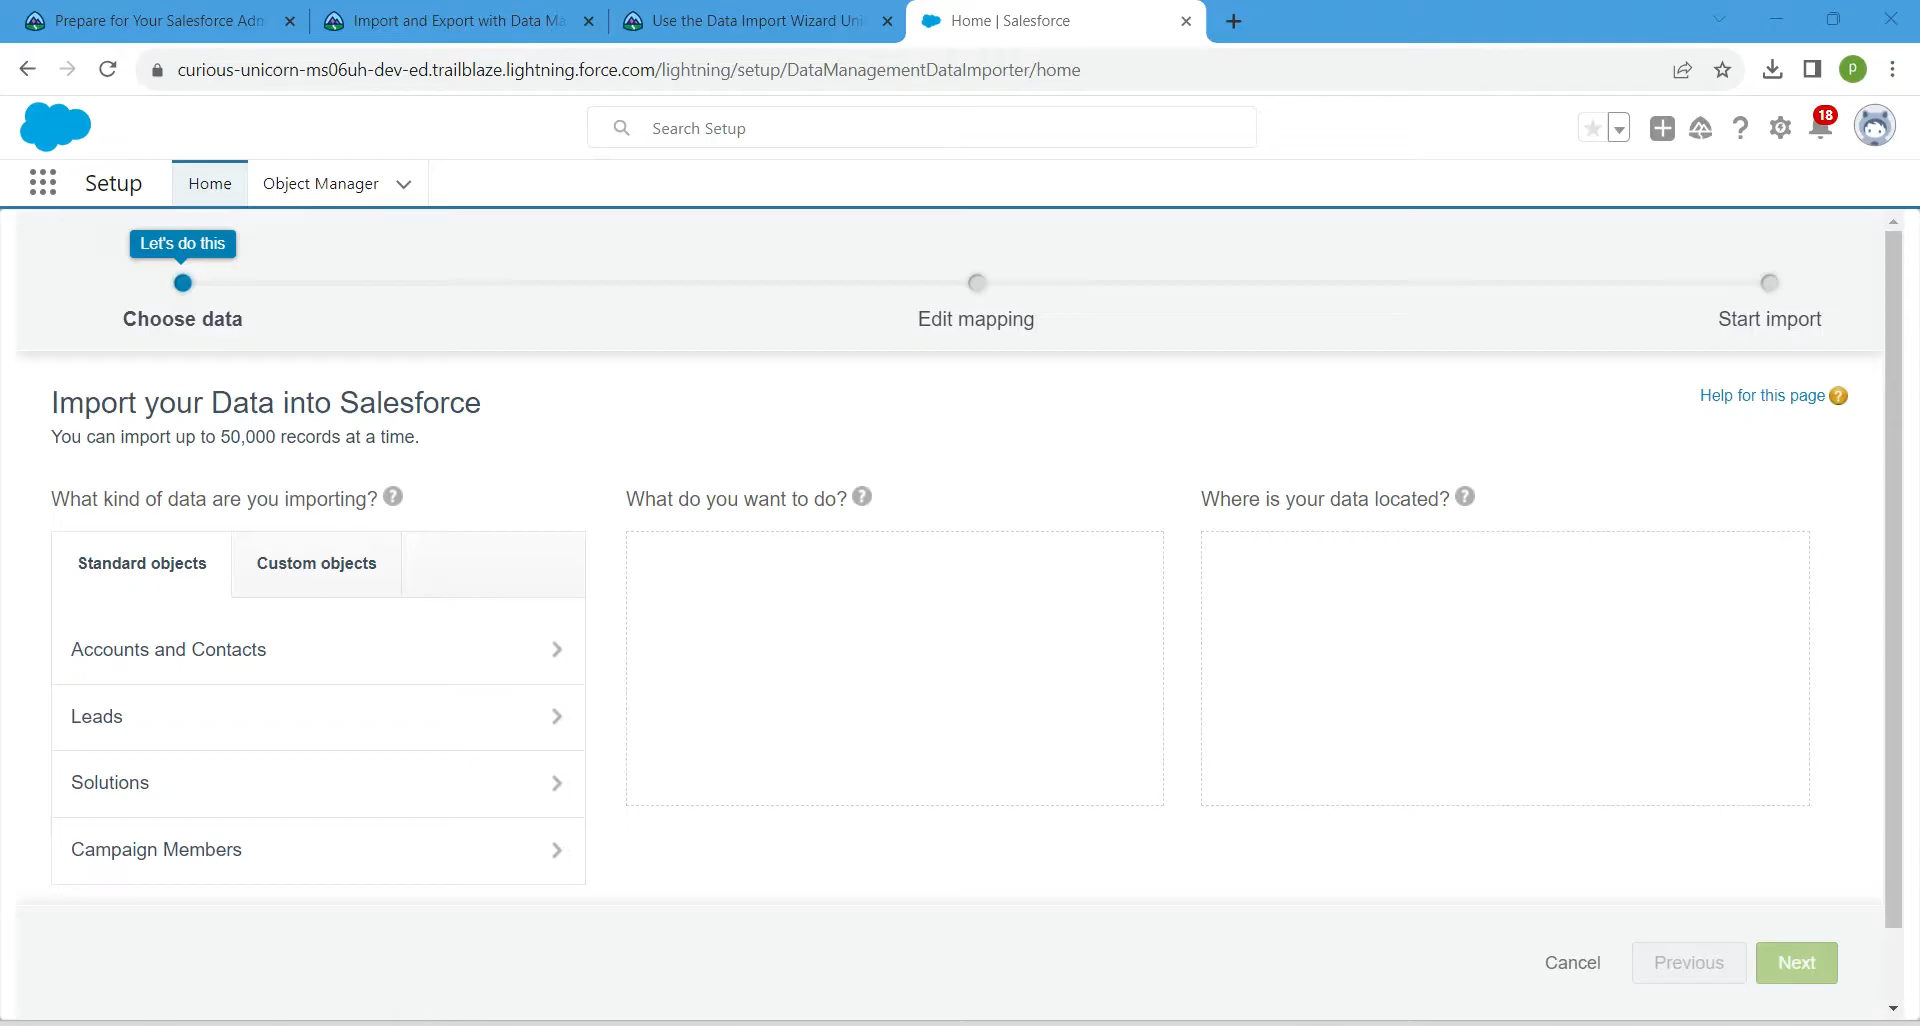 Prepare for Your Salesforce Adm
Import and Export with Data Ma
Use the Data Import Wizard Uni
Home | Salesforce
curious-unicorn-ms06uh-dev-ed.trailblaze.lightning.force.com/lightning/setup/DataManagementDataImporter/home
P
Search Setup
18
Setup
Home
Object Manager
Let's do this
Choose data
Edit mapping
Start import
Import your Data into Salesforce
Help for this page ?
You can import up to 50,000 records at a time.
What kind of data are you importing? ?
What do you want to do? ?
Where is your data located? ?
Standard objects
Custom objects
Accounts and Contacts
Leads
Solutions
Campaign Members
Cancel
Previous
Next